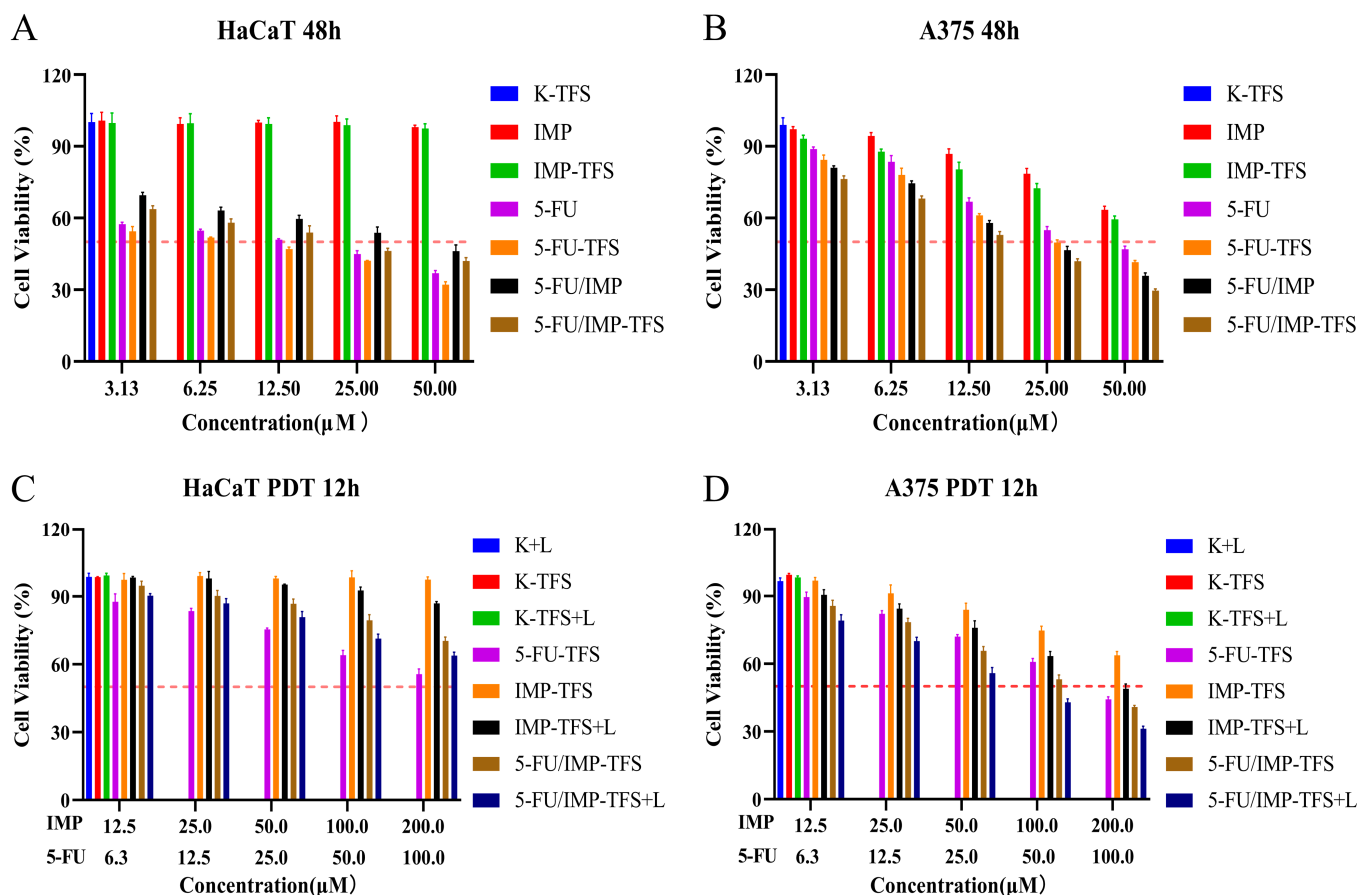 A
HaCaT 48h
120
90
60
30
0
Cell Viability (%)
3.13 6.25 12.50 25.00 50.00
Concentration(μM）
K-TFS
IMP
IMP-TFS
5-FU
5-FU-TFS
5-FU/IMP
5-FU/IMP-TFS
B
A375 48h
120
90
60
30
0
Cell Viability (%)
3.13 6.25 12.50 25.00 50.00
Concentration(μM）
K-TFS
IMP
IMP-TFS
5-FU
5-FU-TFS
5-FU/IMP
5-FU/IMP-TFS
C
HaCaT PDT 12h
120
90
60
30
0
Cell Viability (%)
IMP 12.5 25.0 50.0 100.0 200.0
5-FU 6.3 12.5 25.0 50.0 100.0
Concentration(μM)
K+L
K-TFS
K-TFS+L
5-FU-TFS
IMP-TFS
IMP-TFS+L
5-FU/IMP-TFS
5-FU/IMP-TFS+L
D
A375 PDT 12h
120
90
60
30
0
Cell Viability (%)
IMP 12.5 25.0 50.0 100.0 200.0
5-FU 6.3 12.5 25.0 50.0 100.0
Concentration(μM)
K+L
K-TFS
K-TFS+L
5-FU-TFS
IMP-TFS
IMP-TFS+L
5-FU/IMP-TFS
5-FU/IMP-TFS+L